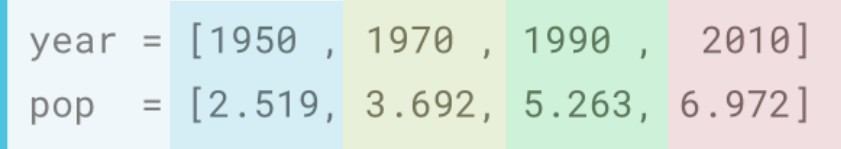 year = [1950 , 1970 , 1990 , 2010]
pop = [2.519, 3.692, 5.263, 6.972]